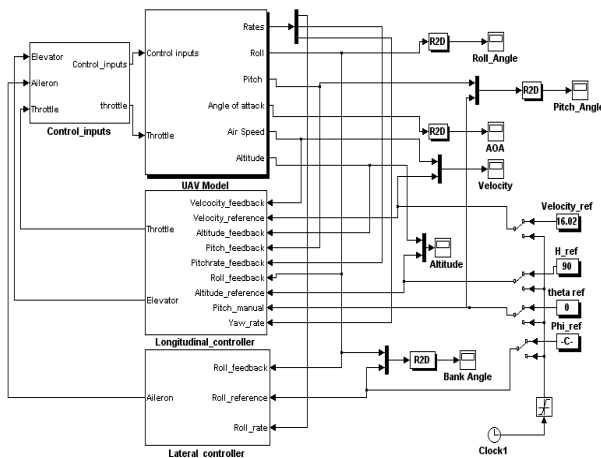 Elevator
Aileron
Throttle
Control_inputs
throttle
Control_inputs
Control inputs
Throttle
Rates
Roll
Pitch
Angle of attack
Air Speed
Altitude
UAV Model
R2D
Roll_Angle
R2D
Pitch_Angle
R2D
AOA
Velocity
Altitude
Throttle
Elevator
Velcocity_feedback
Velocity_reference
Altitude_feedback
Pitch_feedback
Pitchrate_feedback
Roll_feedback
Altitude_reference
Pitch_manual
Yaw_rate
Longitudinal_controller
Velocity_ref
16.02
H_ref
90
theta ref
0
Phi_ref
-C-
R2D
Bank Angle
Aileron
Roll_feedback
Roll_reference
Roll_rate
Lateral_controller
Clock1